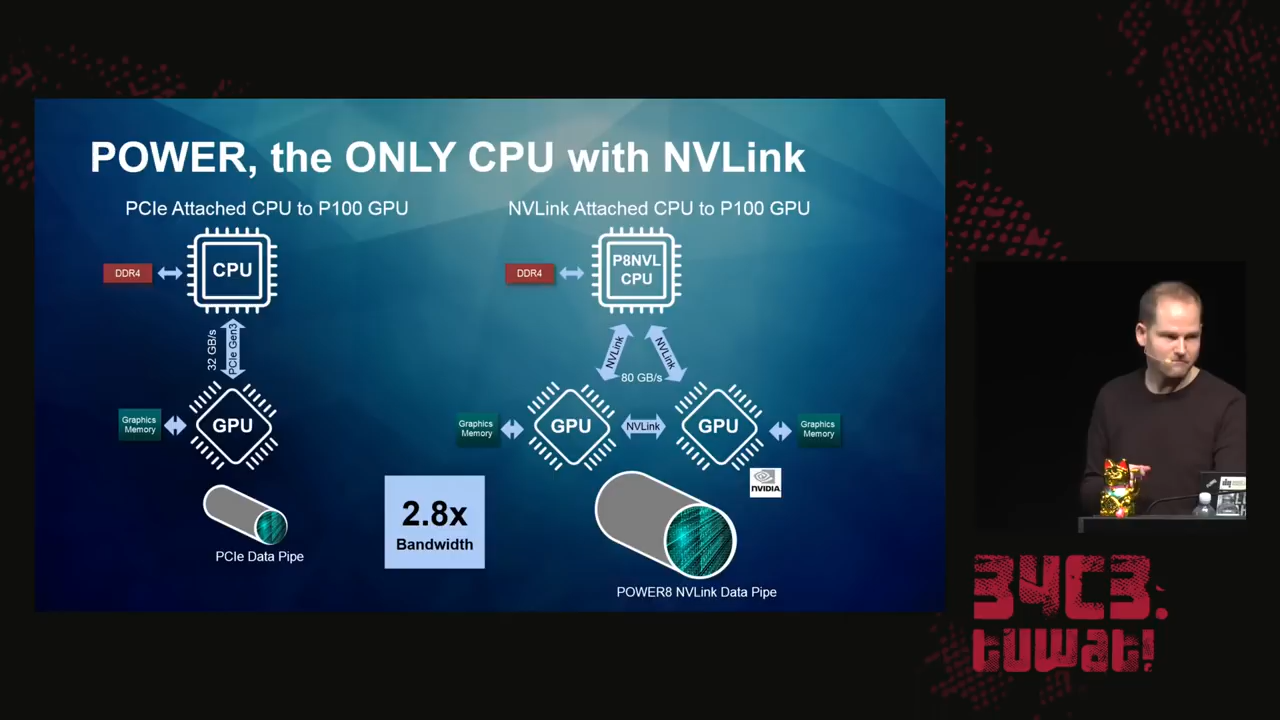 POWER, the ONLY CPU with NVLink
PCIe Attached CPU to P100 GPU
DDR4
CPU
32 GB/s
PCIe Gen3
Graphics
Memory
GPU
PCIe Data Pipe
2.8x
Bandwidth
NVLink Attached CPU to P100 GPU
DDR4
P8NVL
CPU
NVLink
NVLink
80 GB/s
Graphics
Memory
GPU
NVLink
GPU
Graphics
Memory
NVIDIA
POWER8 NVLink Data Pipe
34C3.
tuwat!